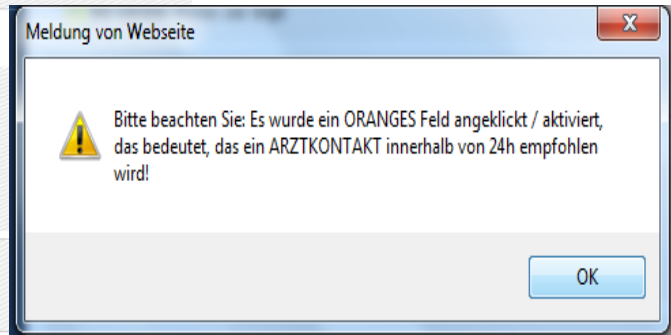 Meldung von Webseite
Bitte beachten Sie: Es wurde ein ORANGES Feld angeklickt / aktiviert,
das bedeutet, das ein ARZTKONTAKT innerhalb von 24h empfohlen
wird!
OK